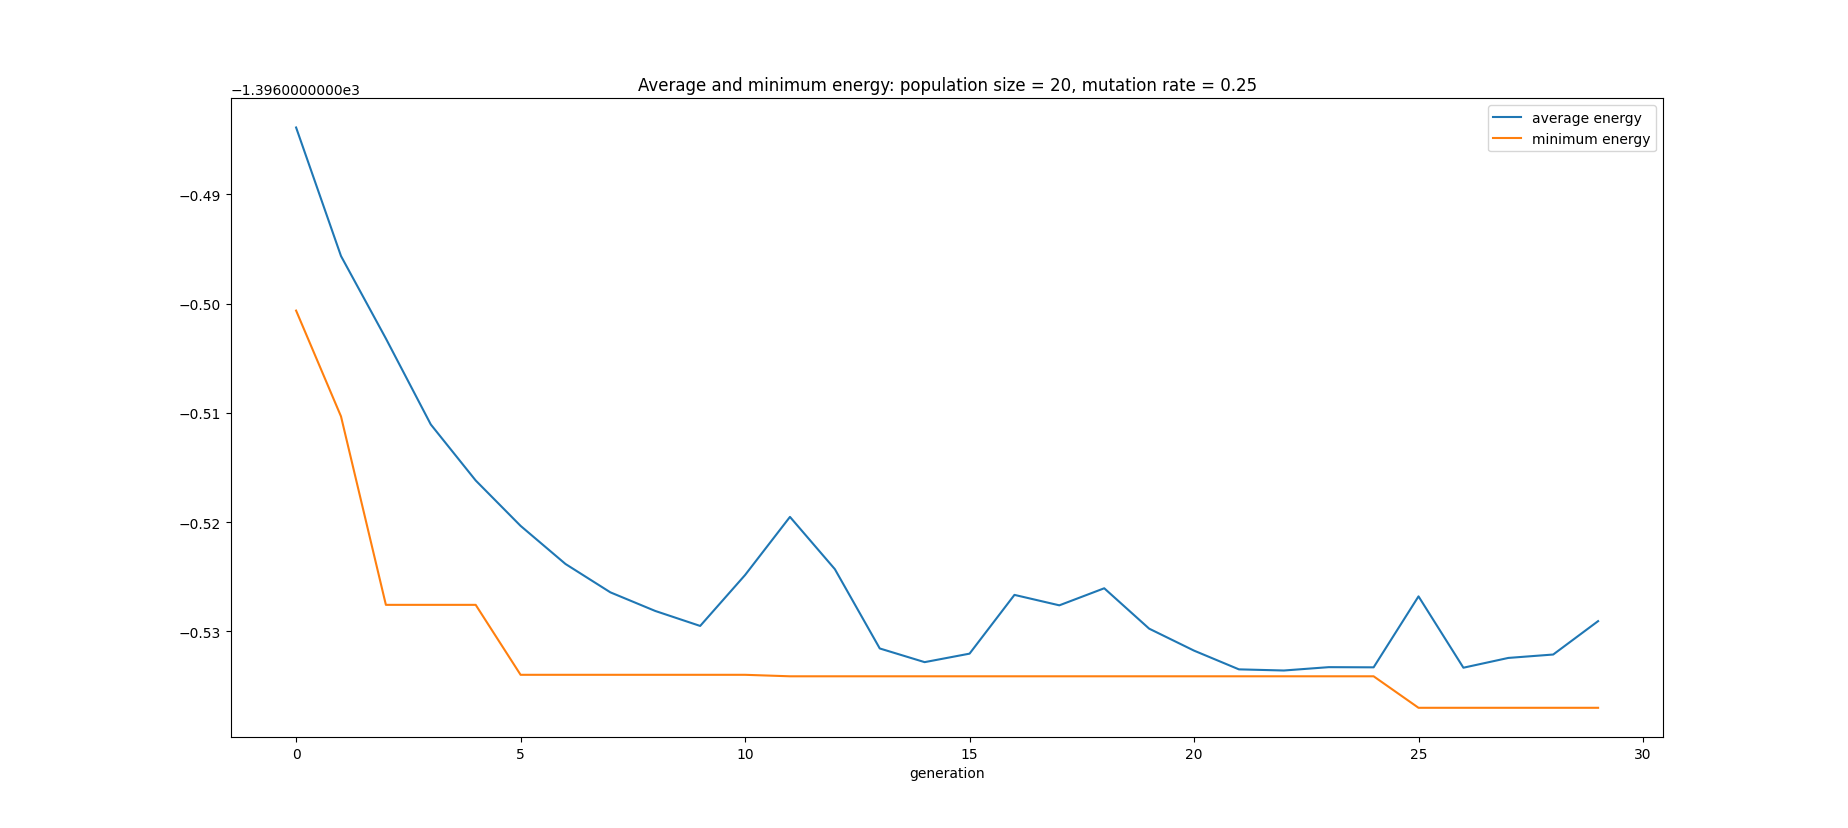 Average and minimum energy: population size = 20, mutation rate = 0.25
−1.3960000000e3
average energy
minimum energy
−0.49
−0.50
−0.51
−0.52
−0.53
0 5 10 15 20 25 30
generation